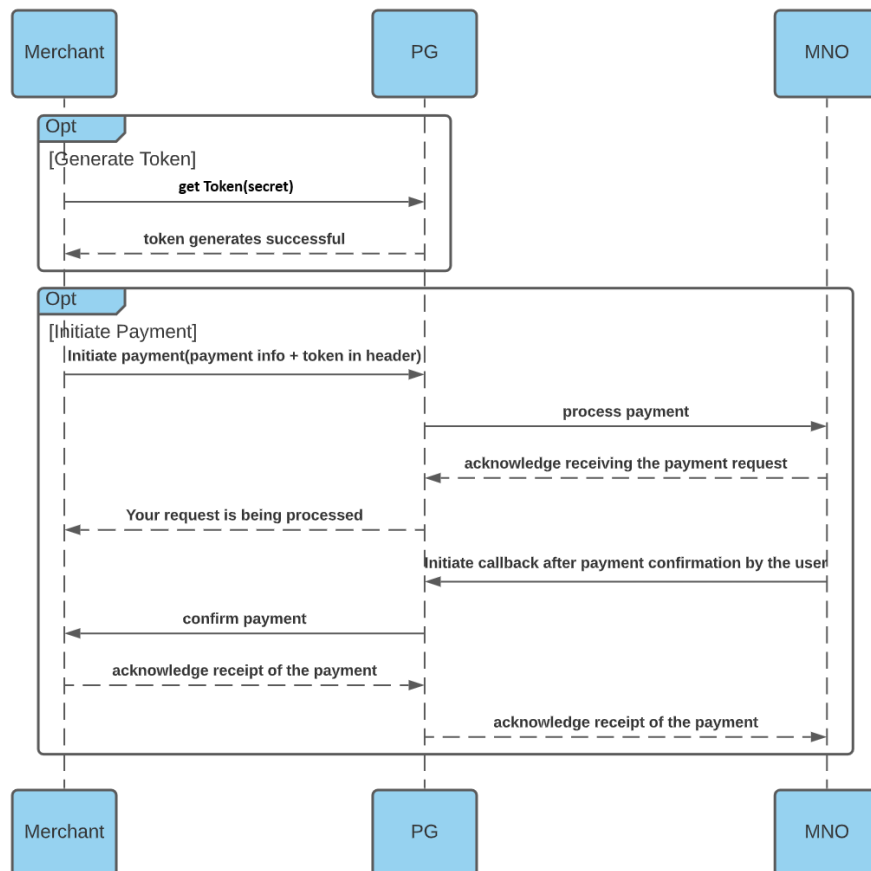 Merchant
PG
MNO
Opt
[Generate Token]
get Token(secret)
token generates successful
Opt
[Initiate Payment]
Initiate payment(payment info + token in header)
process payment
acknowledge receiving the payment request
Your request is being processed
Initiate callback after payment confirmation by the user
confirm payment
acknowledge receipt of the payment
acknowledge receipt of the payment
Merchant
PG
MNO